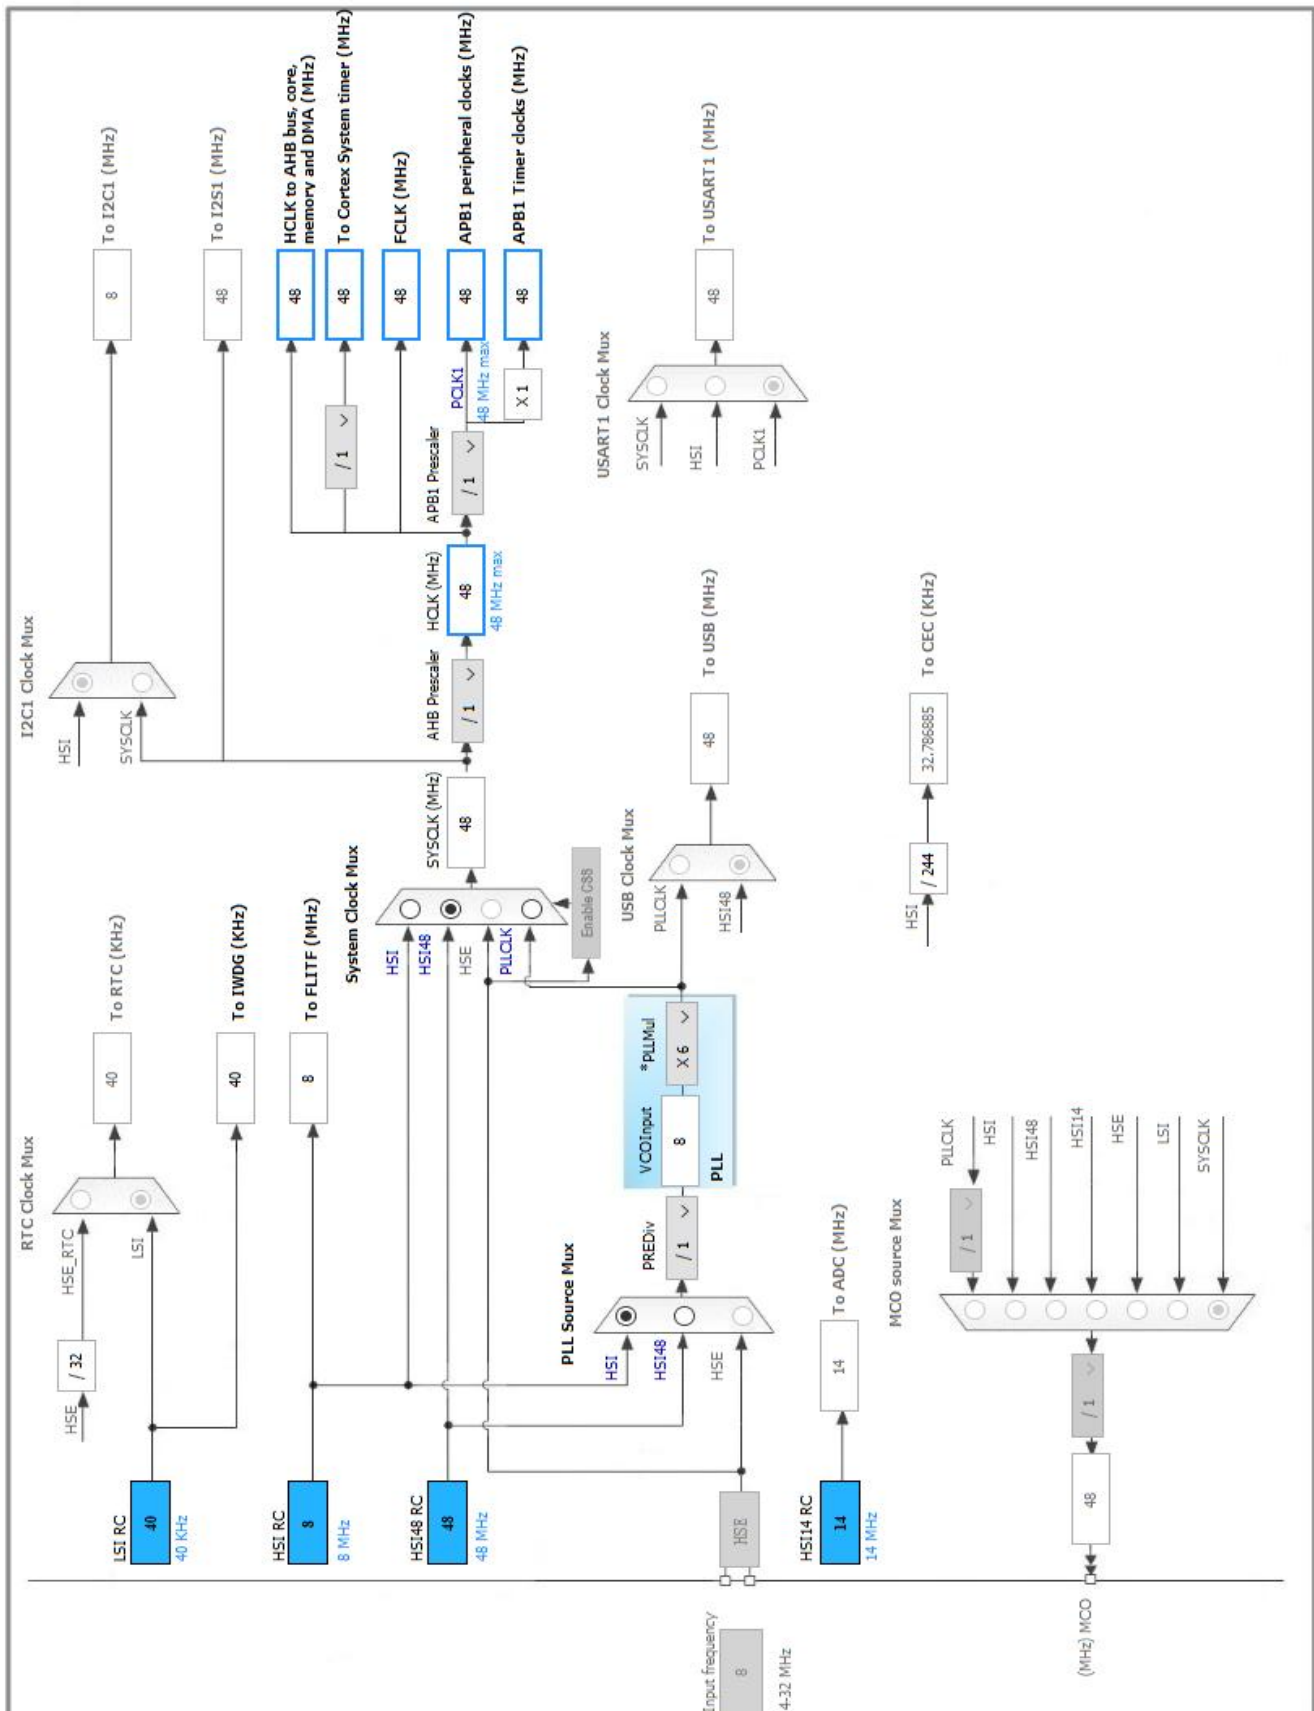 RTC Clock Mux
HSE
/ 32
HSE_RTC
40
To RTC (KHz)
LSI RC
40
40 KHz
LSI
40
To IWDG (KHz)
HSI RC
8
8 MHz
8
To FLITF (MHz)
HSI48 RC
48
48 MHz
I2C1 Clock Mux
HSI
SYSCLK
8
To I2C1 (MHz)
48
To I2S1 (MHz)
System Clock Mux
HSI
HSI48
HSE
PLLCLK
Enable CSS
SYSCLK (MHz)
48
AHB Prescaler
/ 1
HCLK (MHz)
48
48 MHz max
/ 1
APB1 Prescaler
/ 1
PCLK1
48 MHz max
X 1
48
HCLK to AHB bus, core,
memory and DMA (MHz)
48
To Cortex System timer (MHz)
48
FCLK (MHz)
48
APB1 peripheral clocks (MHz)
48
APB1 Timer clocks (MHz)
PLL Source Mux
HSI
HSI48
HSE
PREDiv
/ 1
VCOInput
8
*PLLMul
X 6
PLL
Input frequency
8
4-32 MHz
HSE
USB Clock Mux
PLLCLK
HSI48
48
To USB (MHz)
USART1 Clock Mux
SYSCLK
HSI
PCLK1
48
To USART1 (MHz)
HSI14 RC
14
14 MHz
14
To ADC (MHz)
HSI
/ 244
32.786885
To CEC (KHz)
MCO source Mux
PLLCLK
/ 1
HSI
HSI48
HSI14
HSE
LSI
SYSCLK
/ 1
48
(MHz) MCO